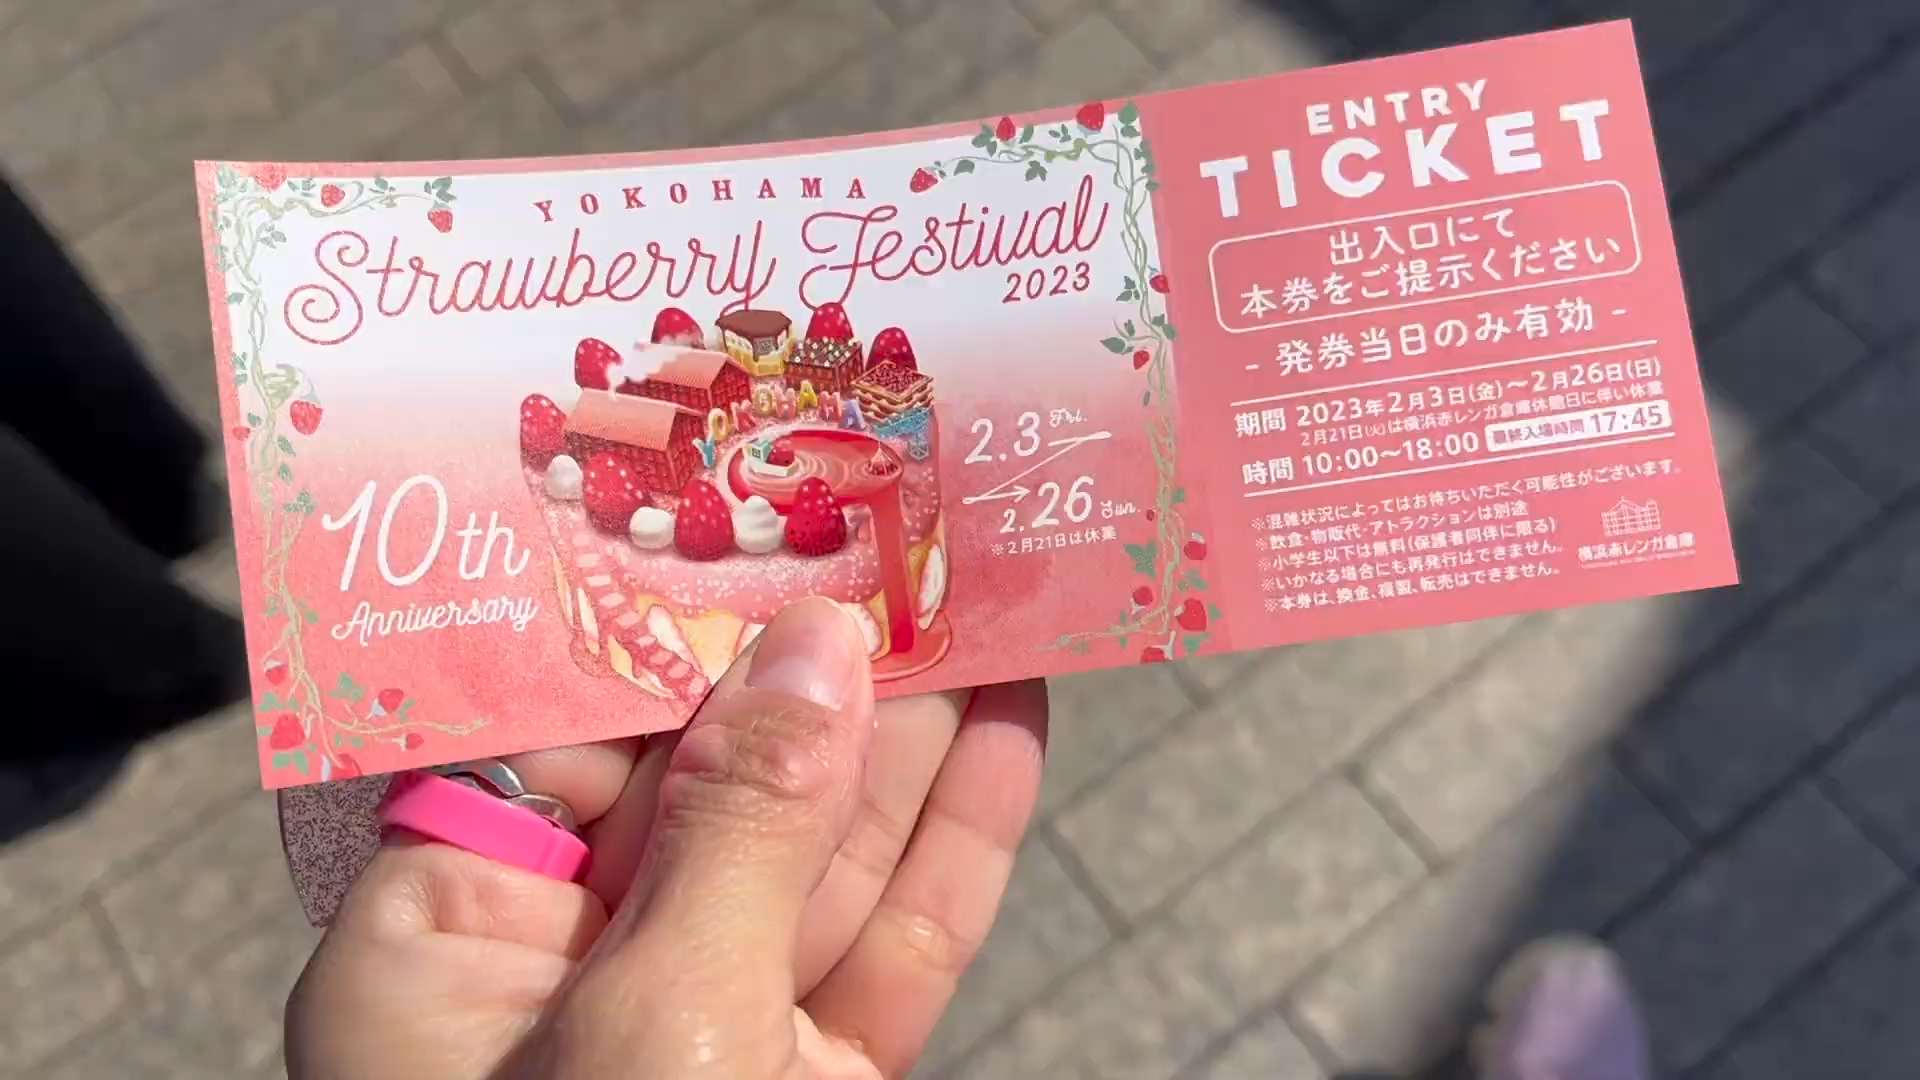 YOKOHAMA
Strawberry Festival
2023
YOKOHAMA
10th
Anniversary
2.3 Fri.
2.26 Sun.
※2月21日は休業
ENTRY
TICKET
出入口にて
本券をご提示ください
- 発券当日のみ有効 -
期間 2023年2月3日(金)〜2月26日(日)
2月21日(火)は横浜赤レンガ倉庫休館日に伴い休業
時間 10:00〜18:00 最終入場時間 17:45
※混雑状況によってはお待ちいただく可能性がございます。
※飲食・物販代・アトラクションは別途
※小学生以下は無料(保護者同伴に限る)
※いかなる場合にも再発行はできません。
※本券は、換金、複製、転売はできません。
横浜赤レンガ倉庫